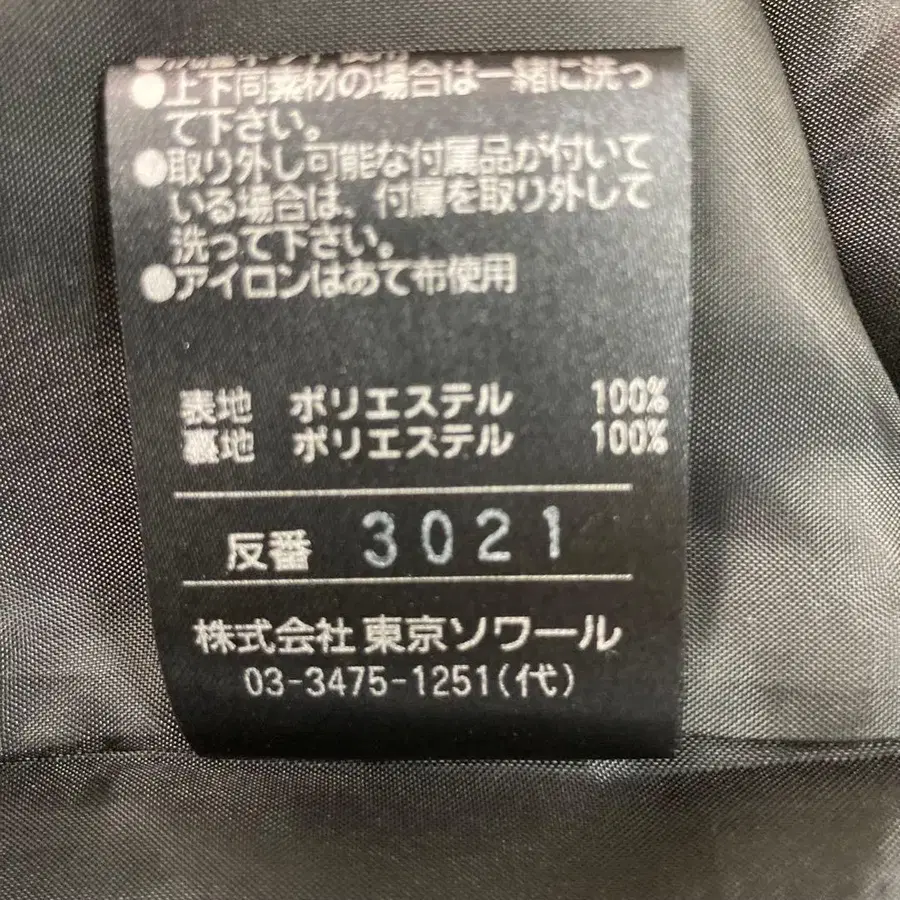 ●上下同素材の場合は一緒に洗っ
て下さい。
●取り外し可能な付属品が付いて
いる場合は、付属を取り外して
洗って下さい。
●アイロンはあて布使用
表地 ポリエステル 100%
裏地 ポリエステル 100%
反番 3021
株式会社 東京ソワール
03-3475-1251(代)